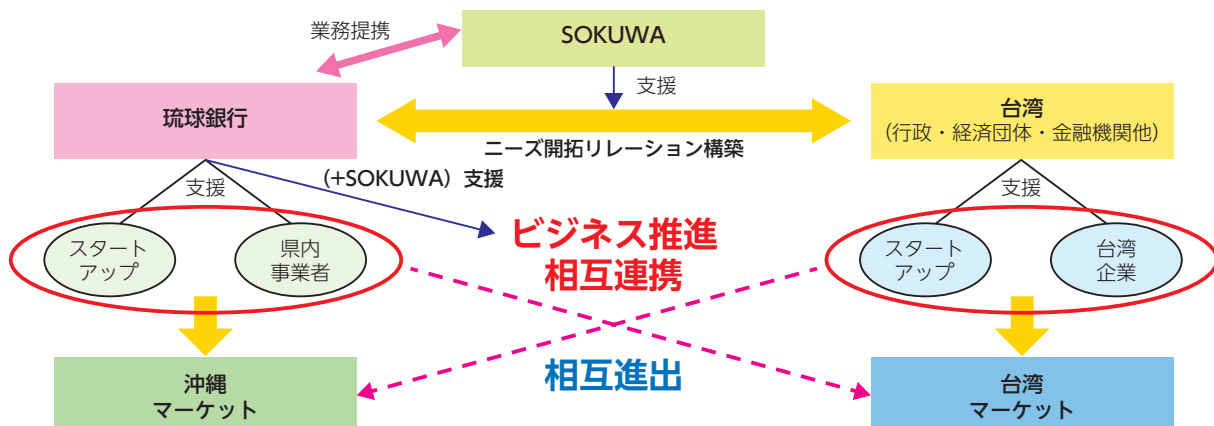 業務提携
SOKUWA
支援
琉球銀行
台湾
(行政・経済団体・金融機関他)
ニーズ開拓リレーション構築
支援
(+SOKUWA) 支援
支援
スタート
アップ
県内
事業者
ビジネス推進
相互連携
スタート
アップ
台湾
企業
相互進出
沖縄
マーケット
台湾
マーケット